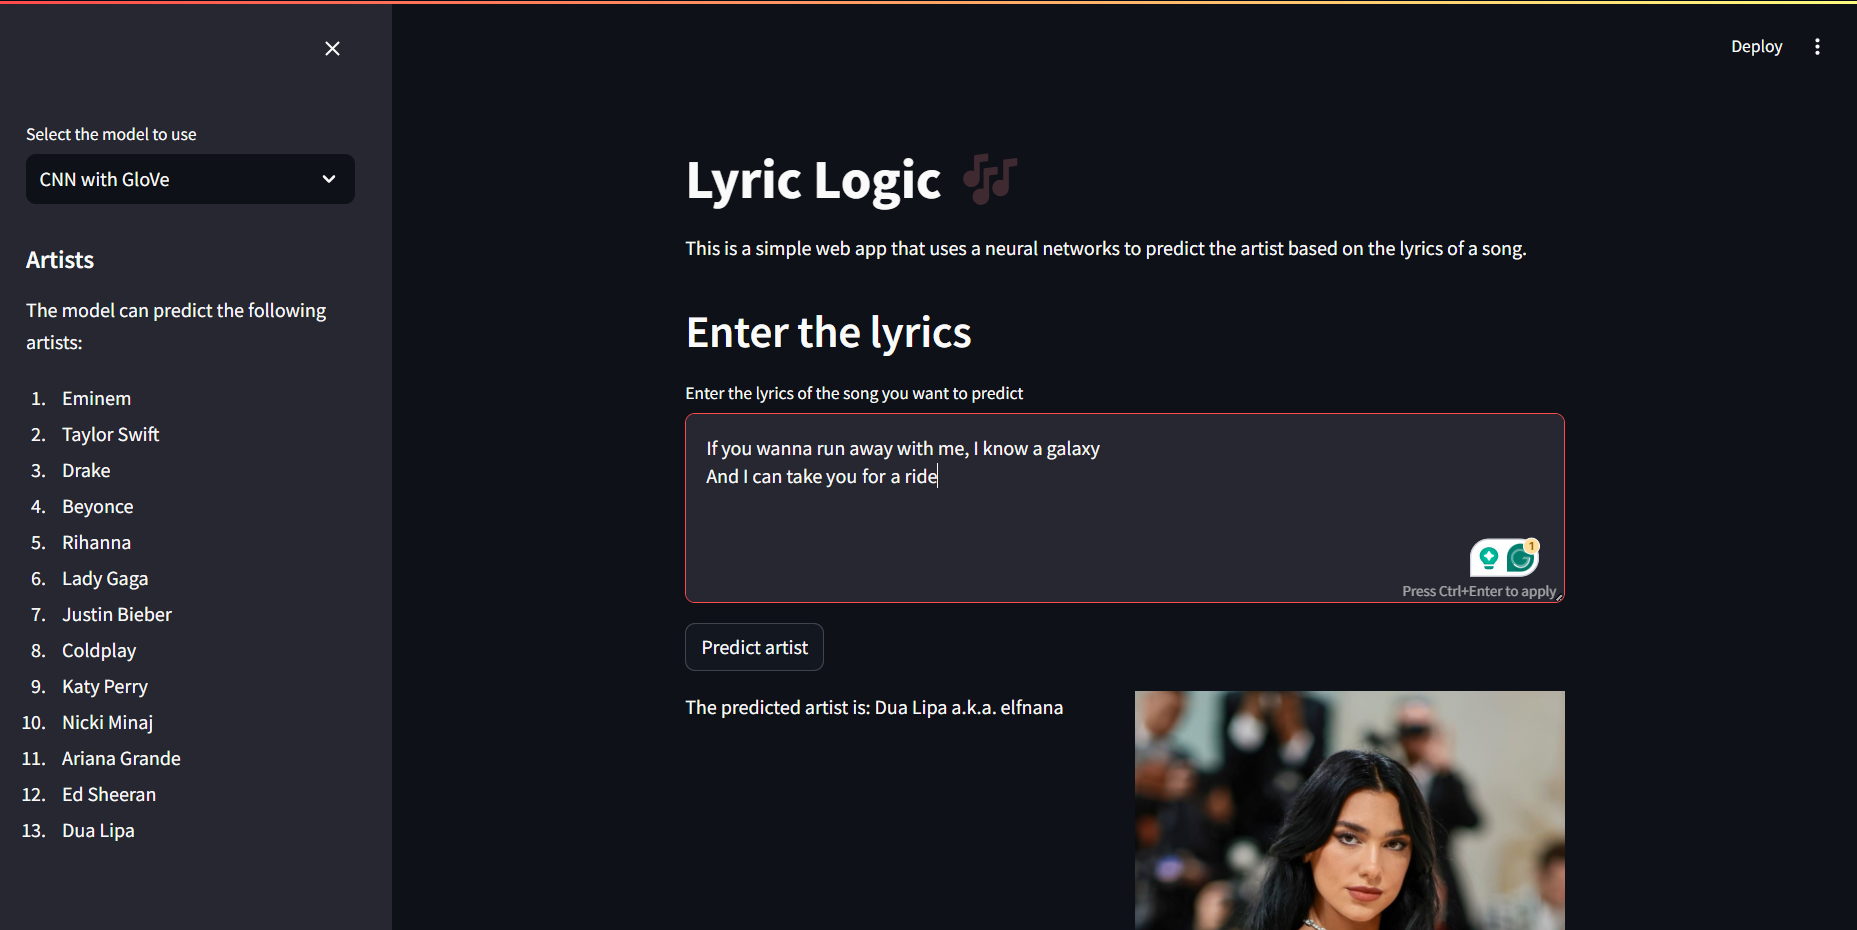 Deploy
Select the model to use
CNN with GloVe
Artists
The model can predict the following
artists:
1. Eminem
2. Taylor Swift
3. Drake
4. Beyonce
5. Rihanna
6. Lady Gaga
7. Justin Bieber
8. Coldplay
9. Katy Perry
10. Nicki Minaj
11. Ariana Grande
12. Ed Sheeran
13. Dua Lipa
Lyric Logic
This is a simple web app that uses a neural networks to predict the artist based on the lyrics of a song.
Enter the lyrics
Enter the lyrics of the song you want to predict
If you wanna run away with me, I know a galaxy
And I can take you for a ride
1
Press Ctrl+Enter to apply
Predict artist
The predicted artist is: Dua Lipa a.k.a. elfnana